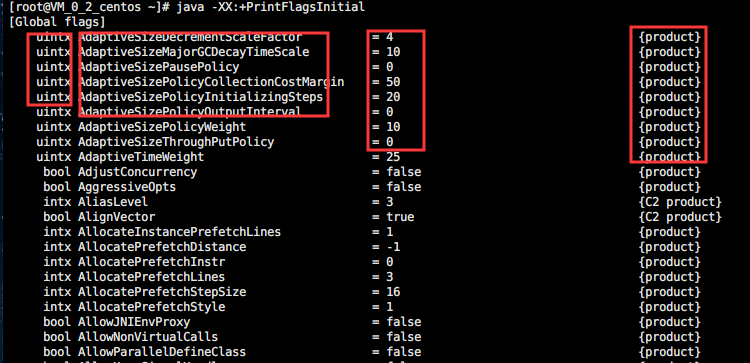 [root@VM_0_2_centos ~]# java -XX:+PrintFlagsInitial
[Global flags]
uintx AdaptiveSizeDecrementScaleFactor = 4 {product}
uintx AdaptiveSizeMajorGCDecayTimeScale = 10 {product}
uintx AdaptiveSizePausePolicy = 0 {product}
uintx AdaptiveSizePolicyCollectionCostMargin = 50 {product}
uintx AdaptiveSizePolicyInitializingSteps = 20 {product}
uintx AdaptiveSizePolicyOutputInterval = 0 {product}
uintx AdaptiveSizePolicyWeight = 10 {product}
uintx AdaptiveSizeThroughPutPolicy = 0 {product}
uintx AdaptiveTimeWeight = 25 {product}
bool AdjustConcurrency = false {product}
bool AggressiveOpts = false {product}
intx AliasLevel = 3 {C2 product}
bool AlignVector = true {C2 product}
intx AllocateInstancePrefetchLines = 1 {product}
intx AllocatePrefetchDistance = -1 {product}
intx AllocatePrefetchInstr = 0 {product}
intx AllocatePrefetchLines = 3 {product}
intx AllocatePrefetchStepSize = 16 {product}
intx AllocatePrefetchStyle = 1 {product}
bool AllowJNIEnvProxy = false {product}
bool AllowNonVirtualCalls = false {product}
bool AllowParallelDefineClass = false {product}